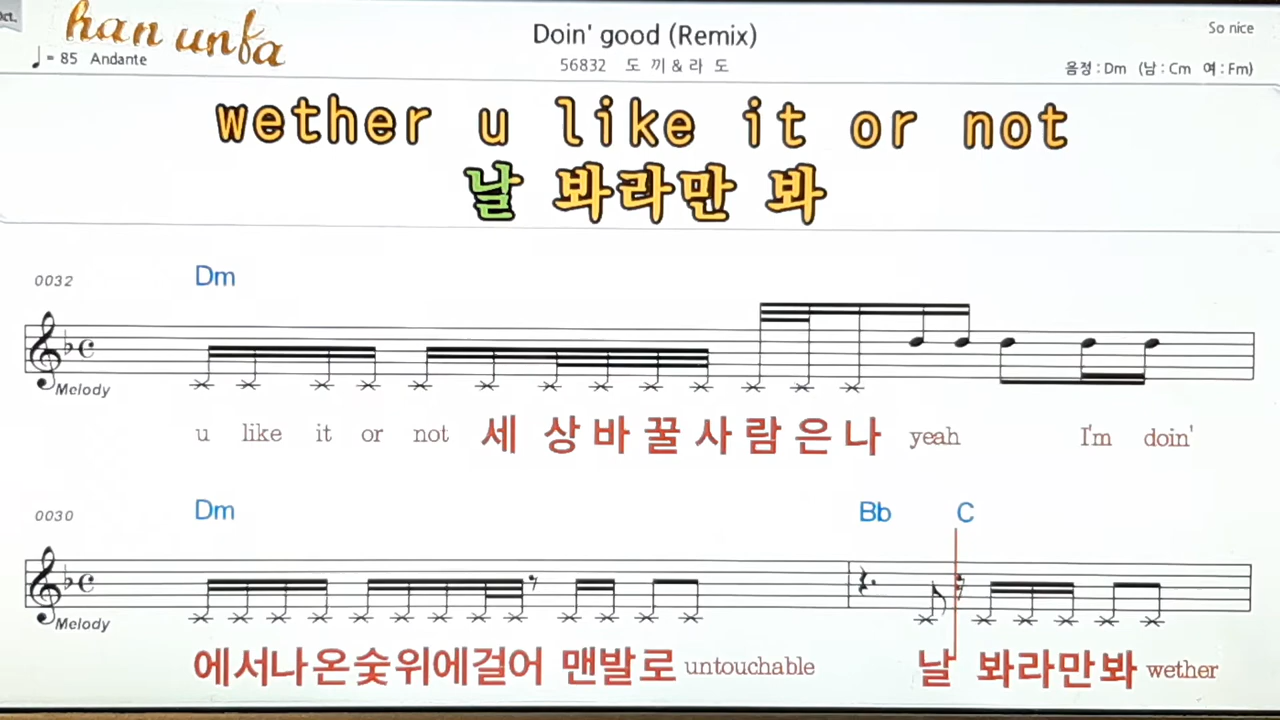 Oct.
han unfa
♩ = 85 Andante
Doin' good (Remix)
56832 도 끼 & 라 도
So nice
음정 : Dm (남 : Cm 여 : Fm)
wether u like it or not
날 봐라만 봐
0032 Dm
Melody
u like it or not 세 상 바 꿀 사 람 은 나 yeah I'm doin'
0030 Dm Bb C
Melody
에서나온숯위에걸어 맨발로 untouchable 날 봐라만봐 wether